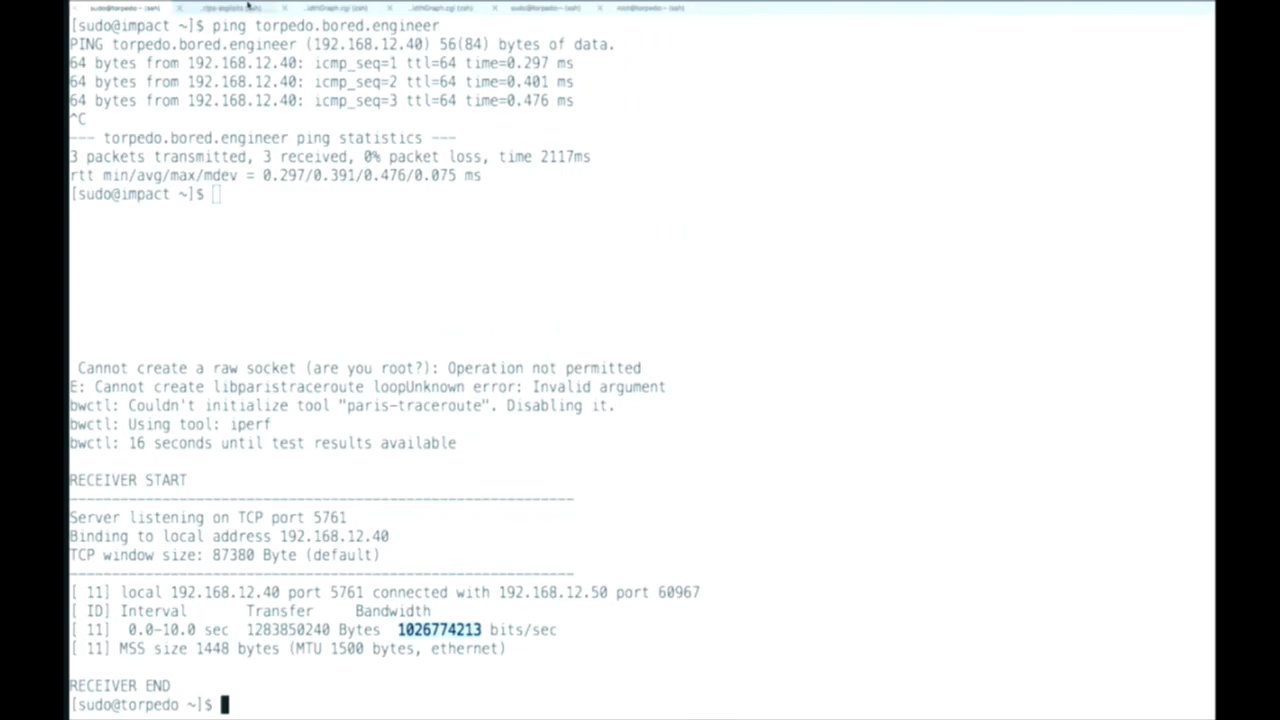 sudo@torpedo:~ (ssh)
[sudo@impact ~]$ ping torpedo.bored.engineer
PING torpedo.bored.engineer (192.168.12.40) 56(84) bytes of data.
64 bytes from 192.168.12.40: icmp_seq=1 ttl=64 time=0.297 ms
64 bytes from 192.168.12.40: icmp_seq=2 ttl=64 time=0.401 ms
64 bytes from 192.168.12.40: icmp_seq=3 ttl=64 time=0.476 ms
^C
--- torpedo.bored.engineer ping statistics ---
3 packets transmitted, 3 received, 0% packet loss, time 2117ms
rtt min/avg/max/mdev = 0.297/0.391/0.476/0.075 ms
[sudo@impact ~]$
Cannot create a raw socket (are you root?): Operation not permitted
E: Cannot create libparistraceroute loopUnknown error: Invalid argument
bwctl: Couldn't initialize tool "paris-traceroute". Disabling it.
bwctl: Using tool: iperf
bwctl: 16 seconds until test results available
RECEIVER START
------------------------------------------------------------
Server listening on TCP port 5761
Binding to local address 192.168.12.40
TCP window size: 87380 Byte (default)
------------------------------------------------------------
[ 11] local 192.168.12.40 port 5761 connected with 192.168.12.50 port 60967
[ ID] Interval Transfer Bandwidth
[ 11] 0.0-10.0 sec 1283850240 Bytes 1026774213 bits/sec
[ 11] MSS size 1448 bytes (MTU 1500 bytes, ethernet)
RECEIVER END
[sudo@torpedo ~]$